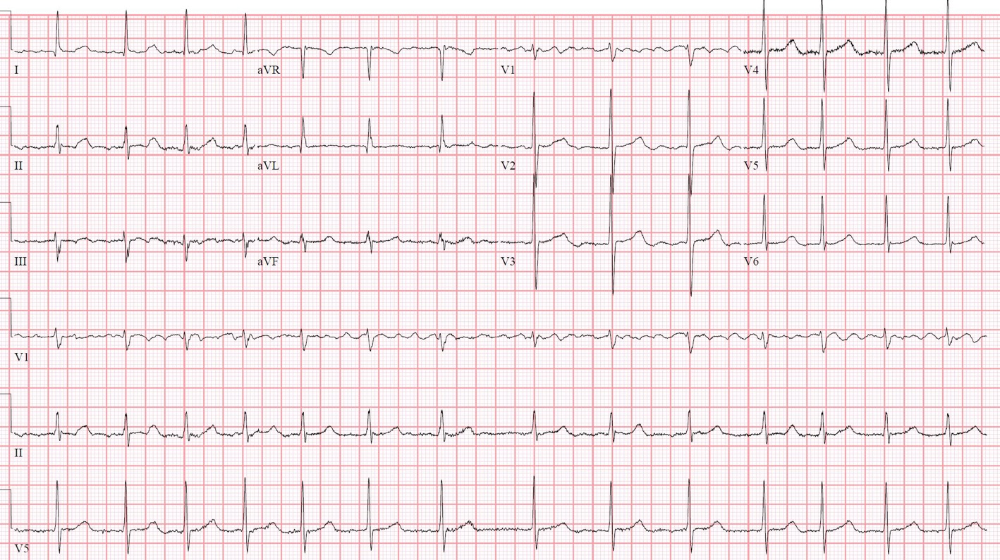 I aVR V1 V4
II aVL V2 V5
III aVF V3 V6
V1
II
V5